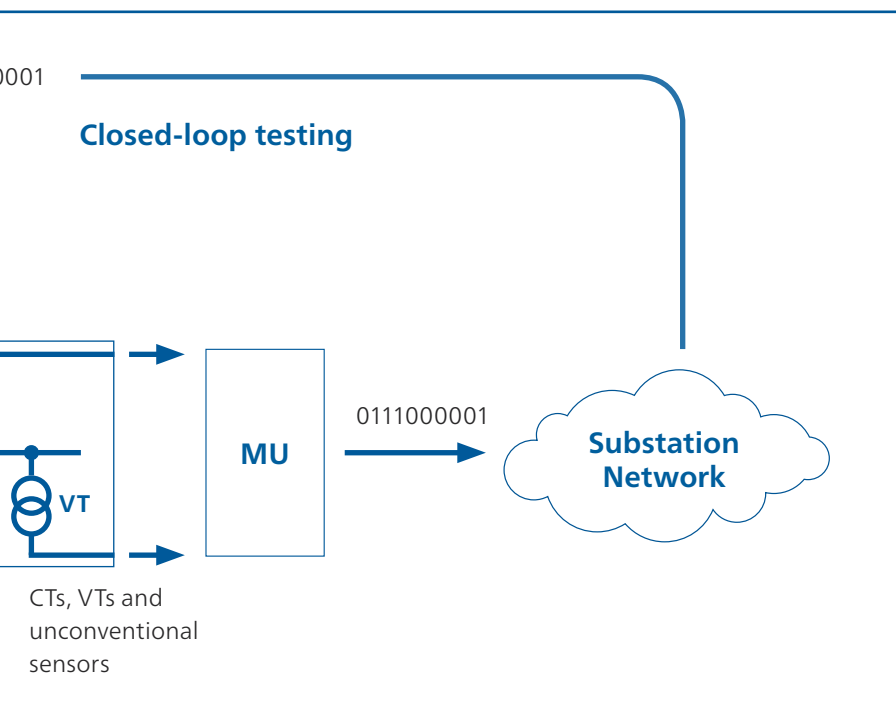 0001
Closed-loop testing
0111000001
MU
Substation
Network
VT
CTs, VTs and
unconventional
sensors